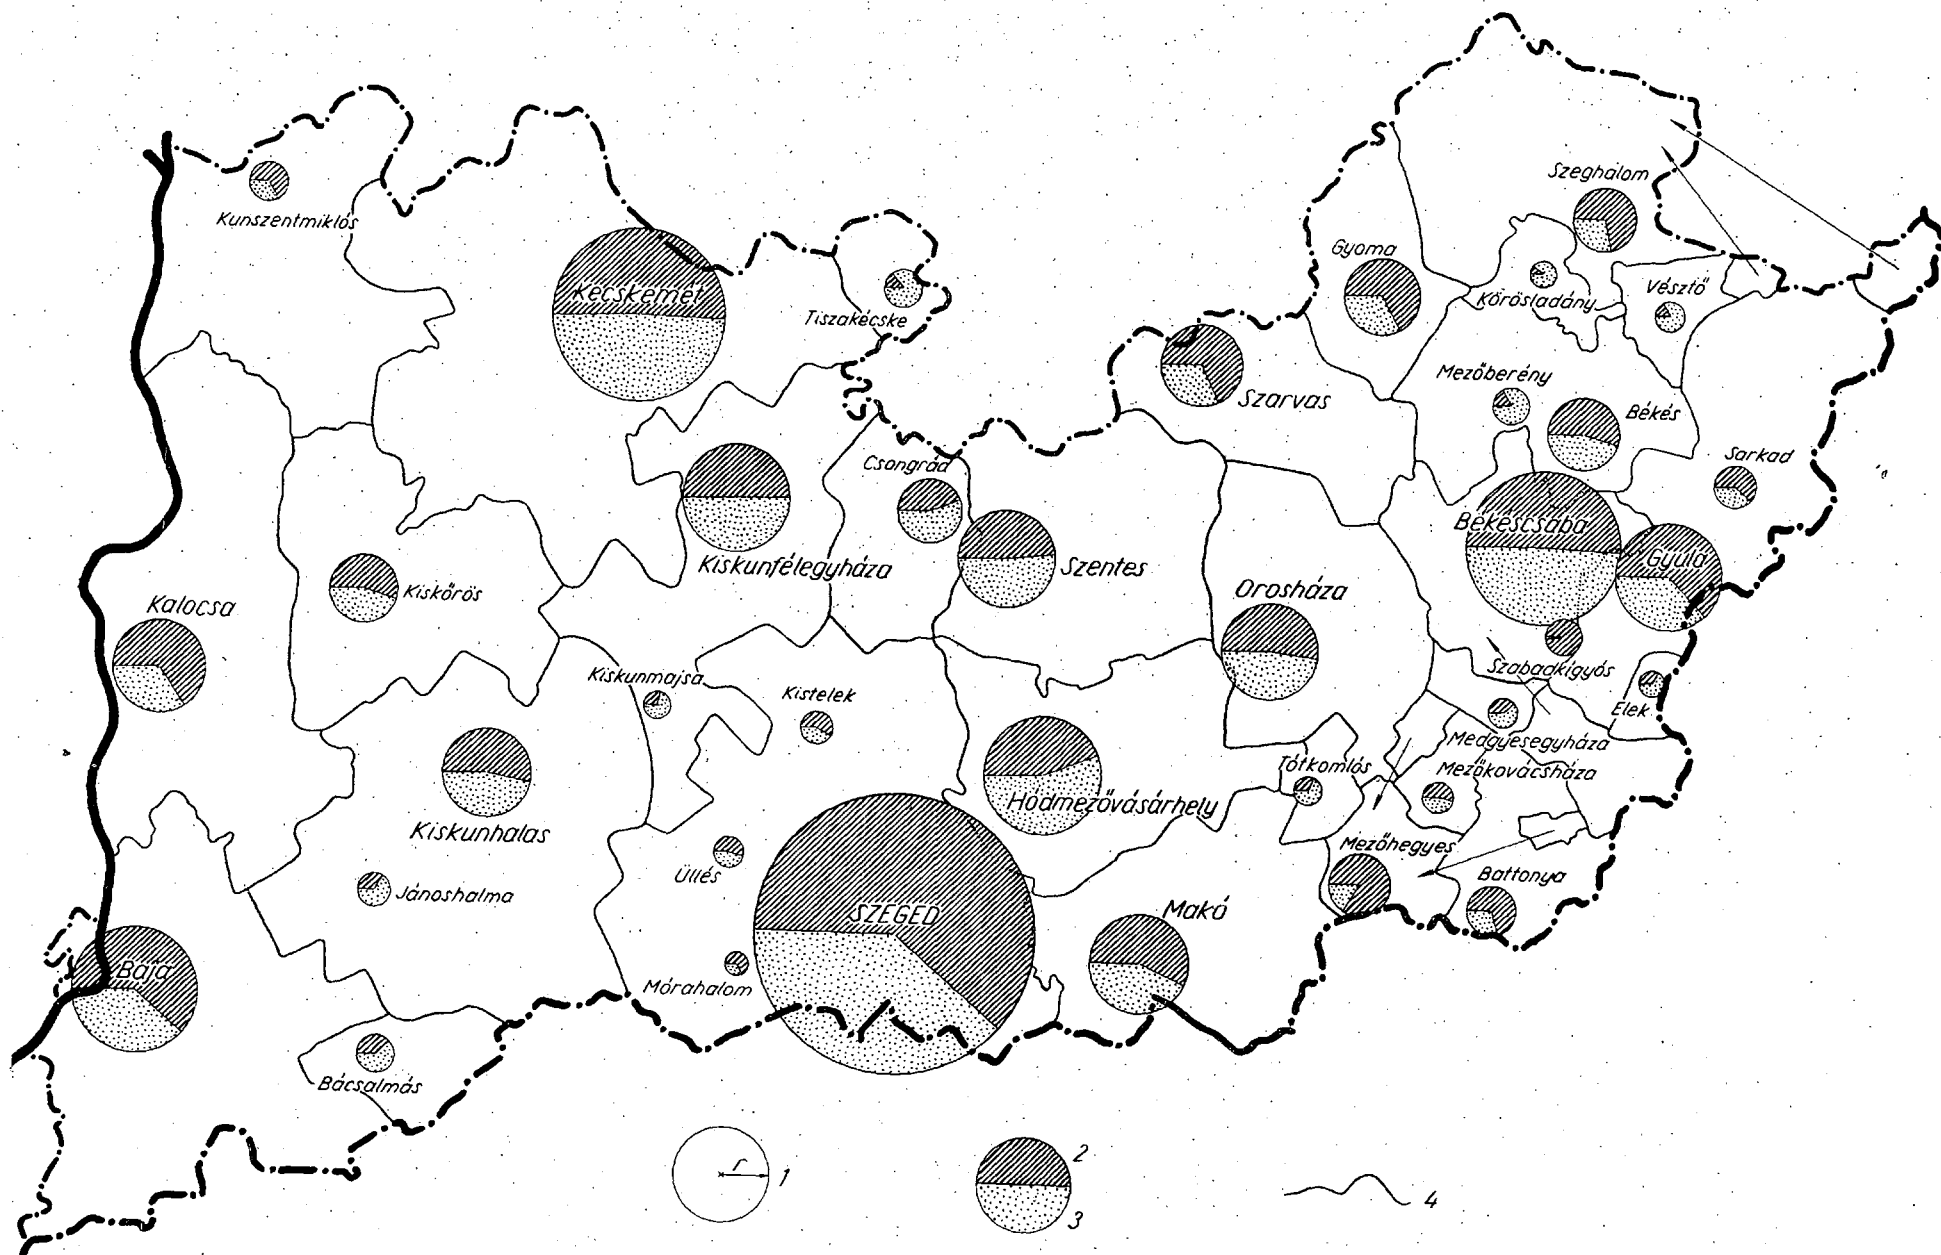 Kunszentmiklós
Kecskemét
Tiszakécske
Szeghalom
Gyoma
Körösladány
Vésztő
Mezőberény
Békés
Szarvas
Sarkad
Csongrád
Kiskunfélegyháza
Szentes
Békéscsaba
Gyula
Kiskőrös
Kalocsa
Orosháza
Kiskunmajsa
Kistelek
Szabadkigyós
Elek
Medgyesegyháza
Tótkomlós
Mezőkovácsháza
Hódmezővásárhely
Kiskunhalas
Mezőhegyes
Battonya
Üllés
Jánoshalma
SZEGED
Makó
Baja
Mórahalom
Bácsalmás
r
1
2
3
4